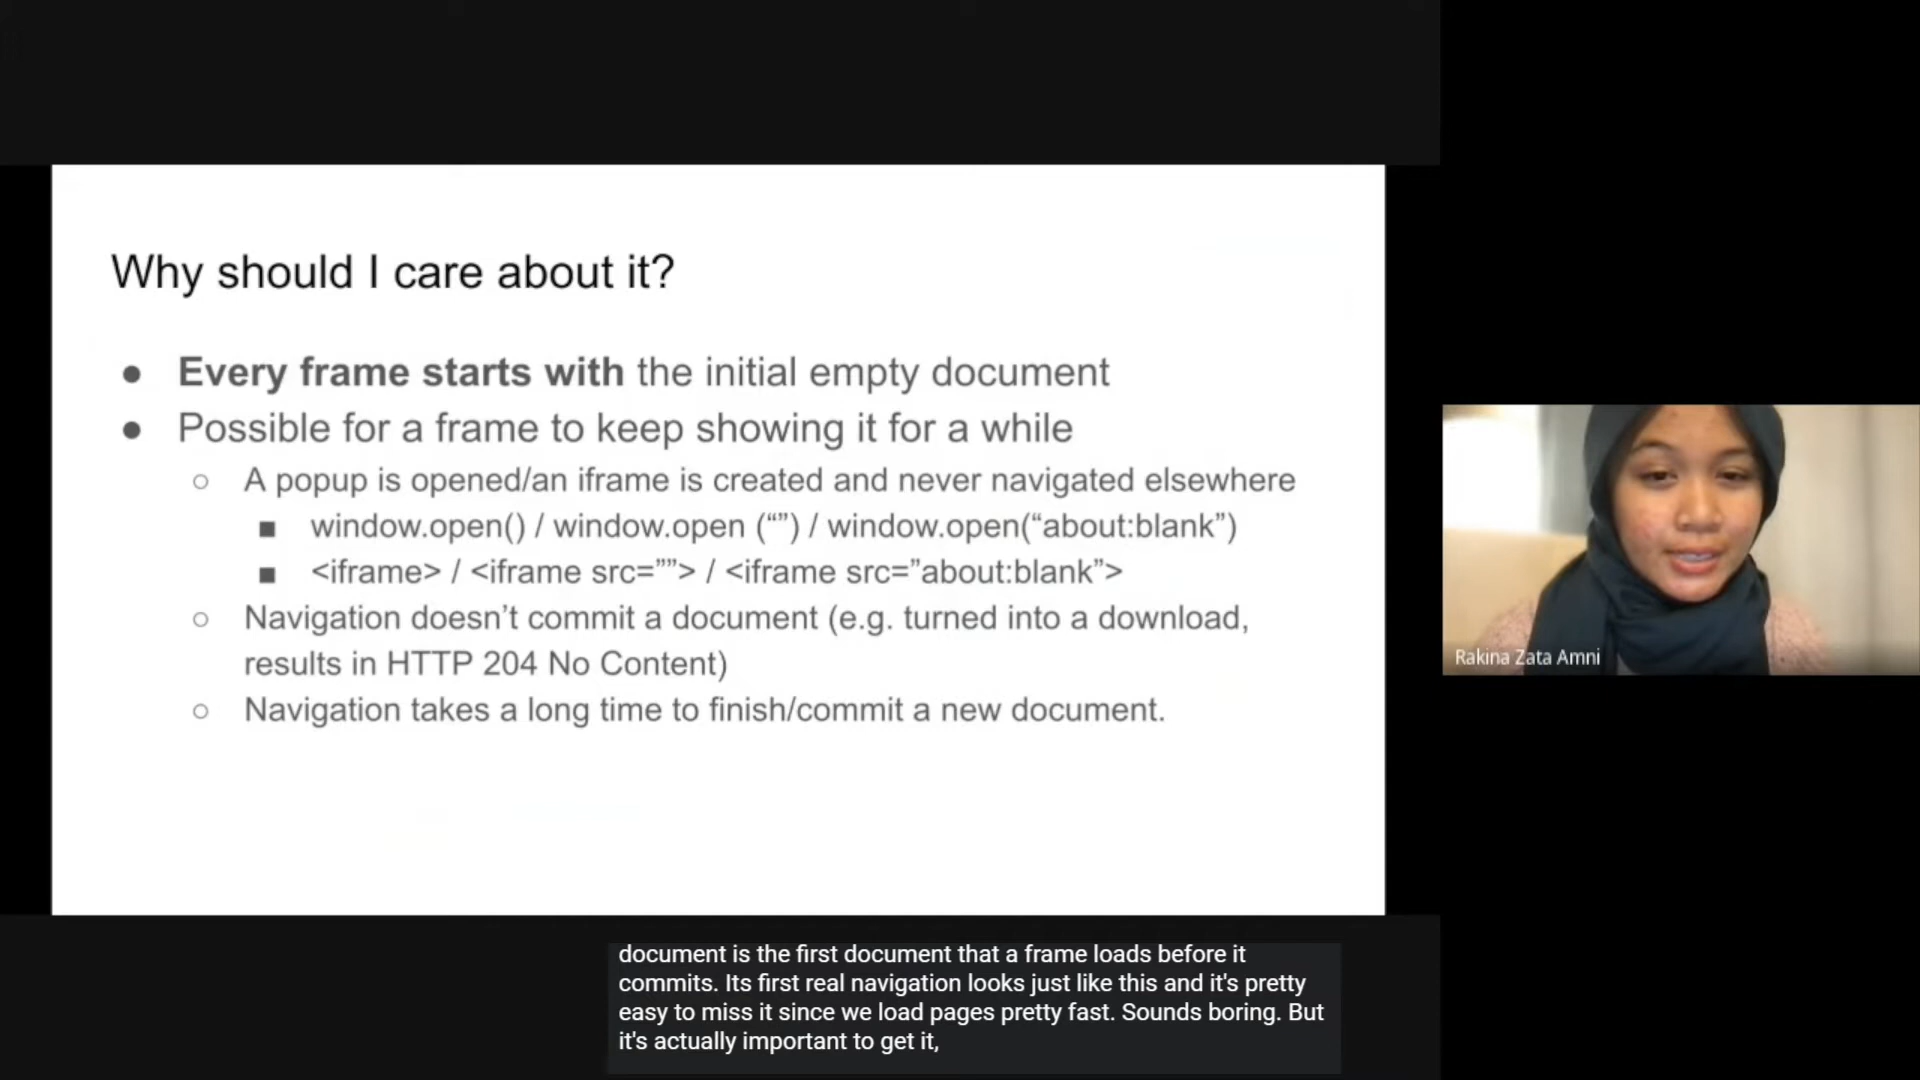 Why should I care about it?
● Every frame starts with the initial empty document
● Possible for a frame to keep showing it for a while
○ A popup is opened/an iframe is created and never navigated elsewhere
■ window.open() / window.open (“”) / window.open(“about:blank”)
■ <iframe> / <iframe src=””> / <iframe src=”about:blank”>
○ Navigation doesn’t commit a document (e.g. turned into a download,
results in HTTP 204 No Content)
○ Navigation takes a long time to finish/commit a new document.
Rakina Zata Amni
document is the first document that a frame loads before it
commits. Its first real navigation looks just like this and it's pretty
easy to miss it since we load pages pretty fast. Sounds boring. But
it's actually important to get it,